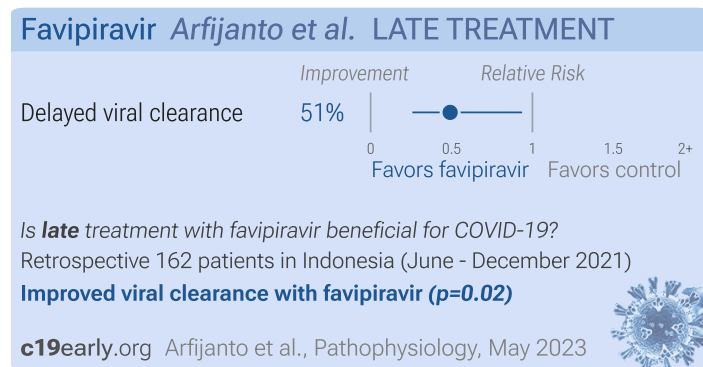 Favipiravir Arfijanto et al. LATE TREATMENT
Improvement Relative Risk
Delayed viral clearance 51%
0 0.5 1 1.5 2+
Favors favipiravir Favors control
Is late treatment with favipiravir beneficial for COVID-19?
Retrospective 162 patients in Indonesia (June - December 2021)
Improved viral clearance with favipiravir (p=0.02)
c19early.org Arfijanto et al., Pathophysiology, May 2023